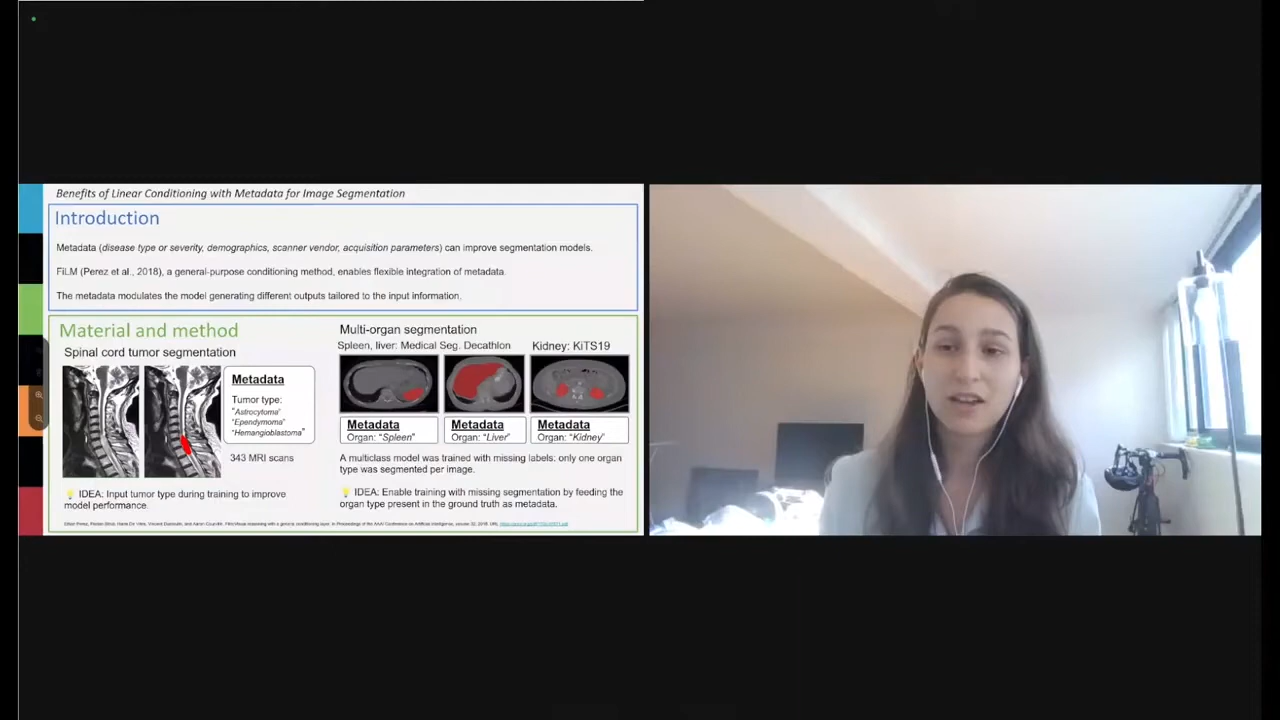 Benefits of Linear Conditioning with Metadata for Image Segmentation
Introduction
Metadata (disease type or severity, demographics, scanner vendor, acquisition parameters) can improve segmentation models.
FiLM (Perez et al., 2018), a general-purpose conditioning method, enables flexible integration of metadata.
The metadata modulates the model generating different outputs tailored to the input information.
Material and method
Spinal cord tumor segmentation
Metadata
Tumor type:
"Astrocytoma"
"Ependymoma"
"Hemangioblastoma"
343 MRI scans
💡 IDEA: Input tumor type during training to improve
model performance.
Multi-organ segmentation
Spleen, liver: Medical Seg. Decathlon
Kidney: KiTS19
Metadata
Organ: "Spleen"
Metadata
Organ: "Liver"
Metadata
Organ: "Kidney"
A multiclass model was trained with missing labels: only one organ
type was segmented per image.
💡 IDEA: Enable training with missing segmentation by feeding the
organ type present in the ground truth as metadata.